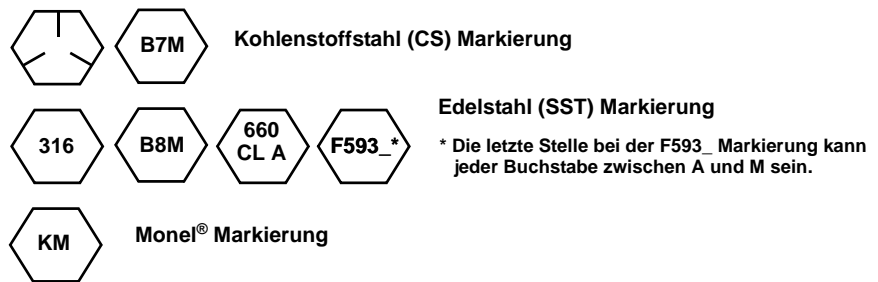 B7M
Kohlenstoffstahl (CS) Markierung
Edelstahl (SST) Markierung
316
B8M
660
CL A
F593_*
* Die letzte Stelle bei der F593_ Markierung kann
jeder Buchstabe zwischen A und M sein.
KM
Monel® Markierung